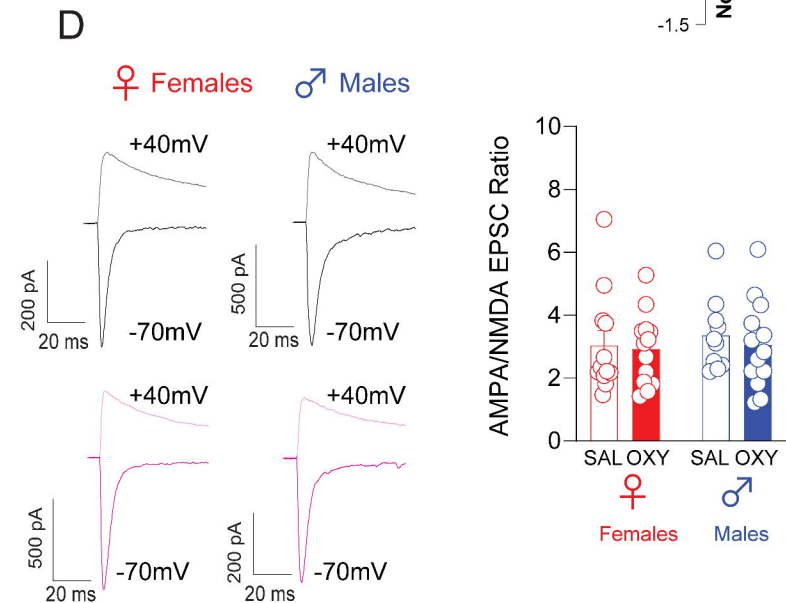 D
-1.5
♀ Females
♂ Males
+40mV
-70mV
200 pA
20 ms
+40mV
-70mV
500 pA
20 ms
+40mV
-70mV
500 pA
20 ms
+40mV
-70mV
200 pA
20 ms
AMPA/NMDA EPSC Ratio
10
8
6
4
2
0
SAL OXY SAL OXY
♀ ♂
Females Males